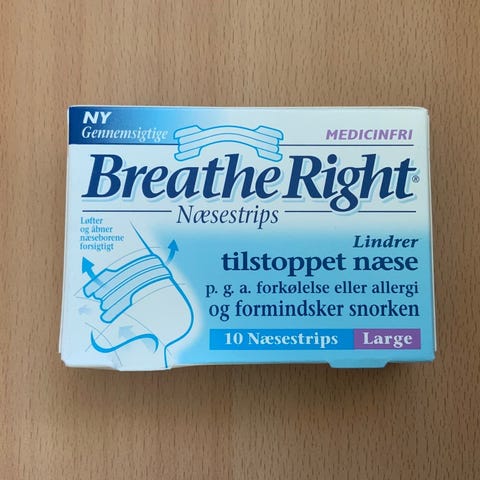 NY
Gennemsigtige
MEDICINFRI
Breathe Right®
Næsestrips
Løfter
og åbner
næseborene
forsigtigt
Lindrer
tilstoppet næse
p. g. a. forkølelse eller allergi
og formindsker snorken
10 Næsestrips Large